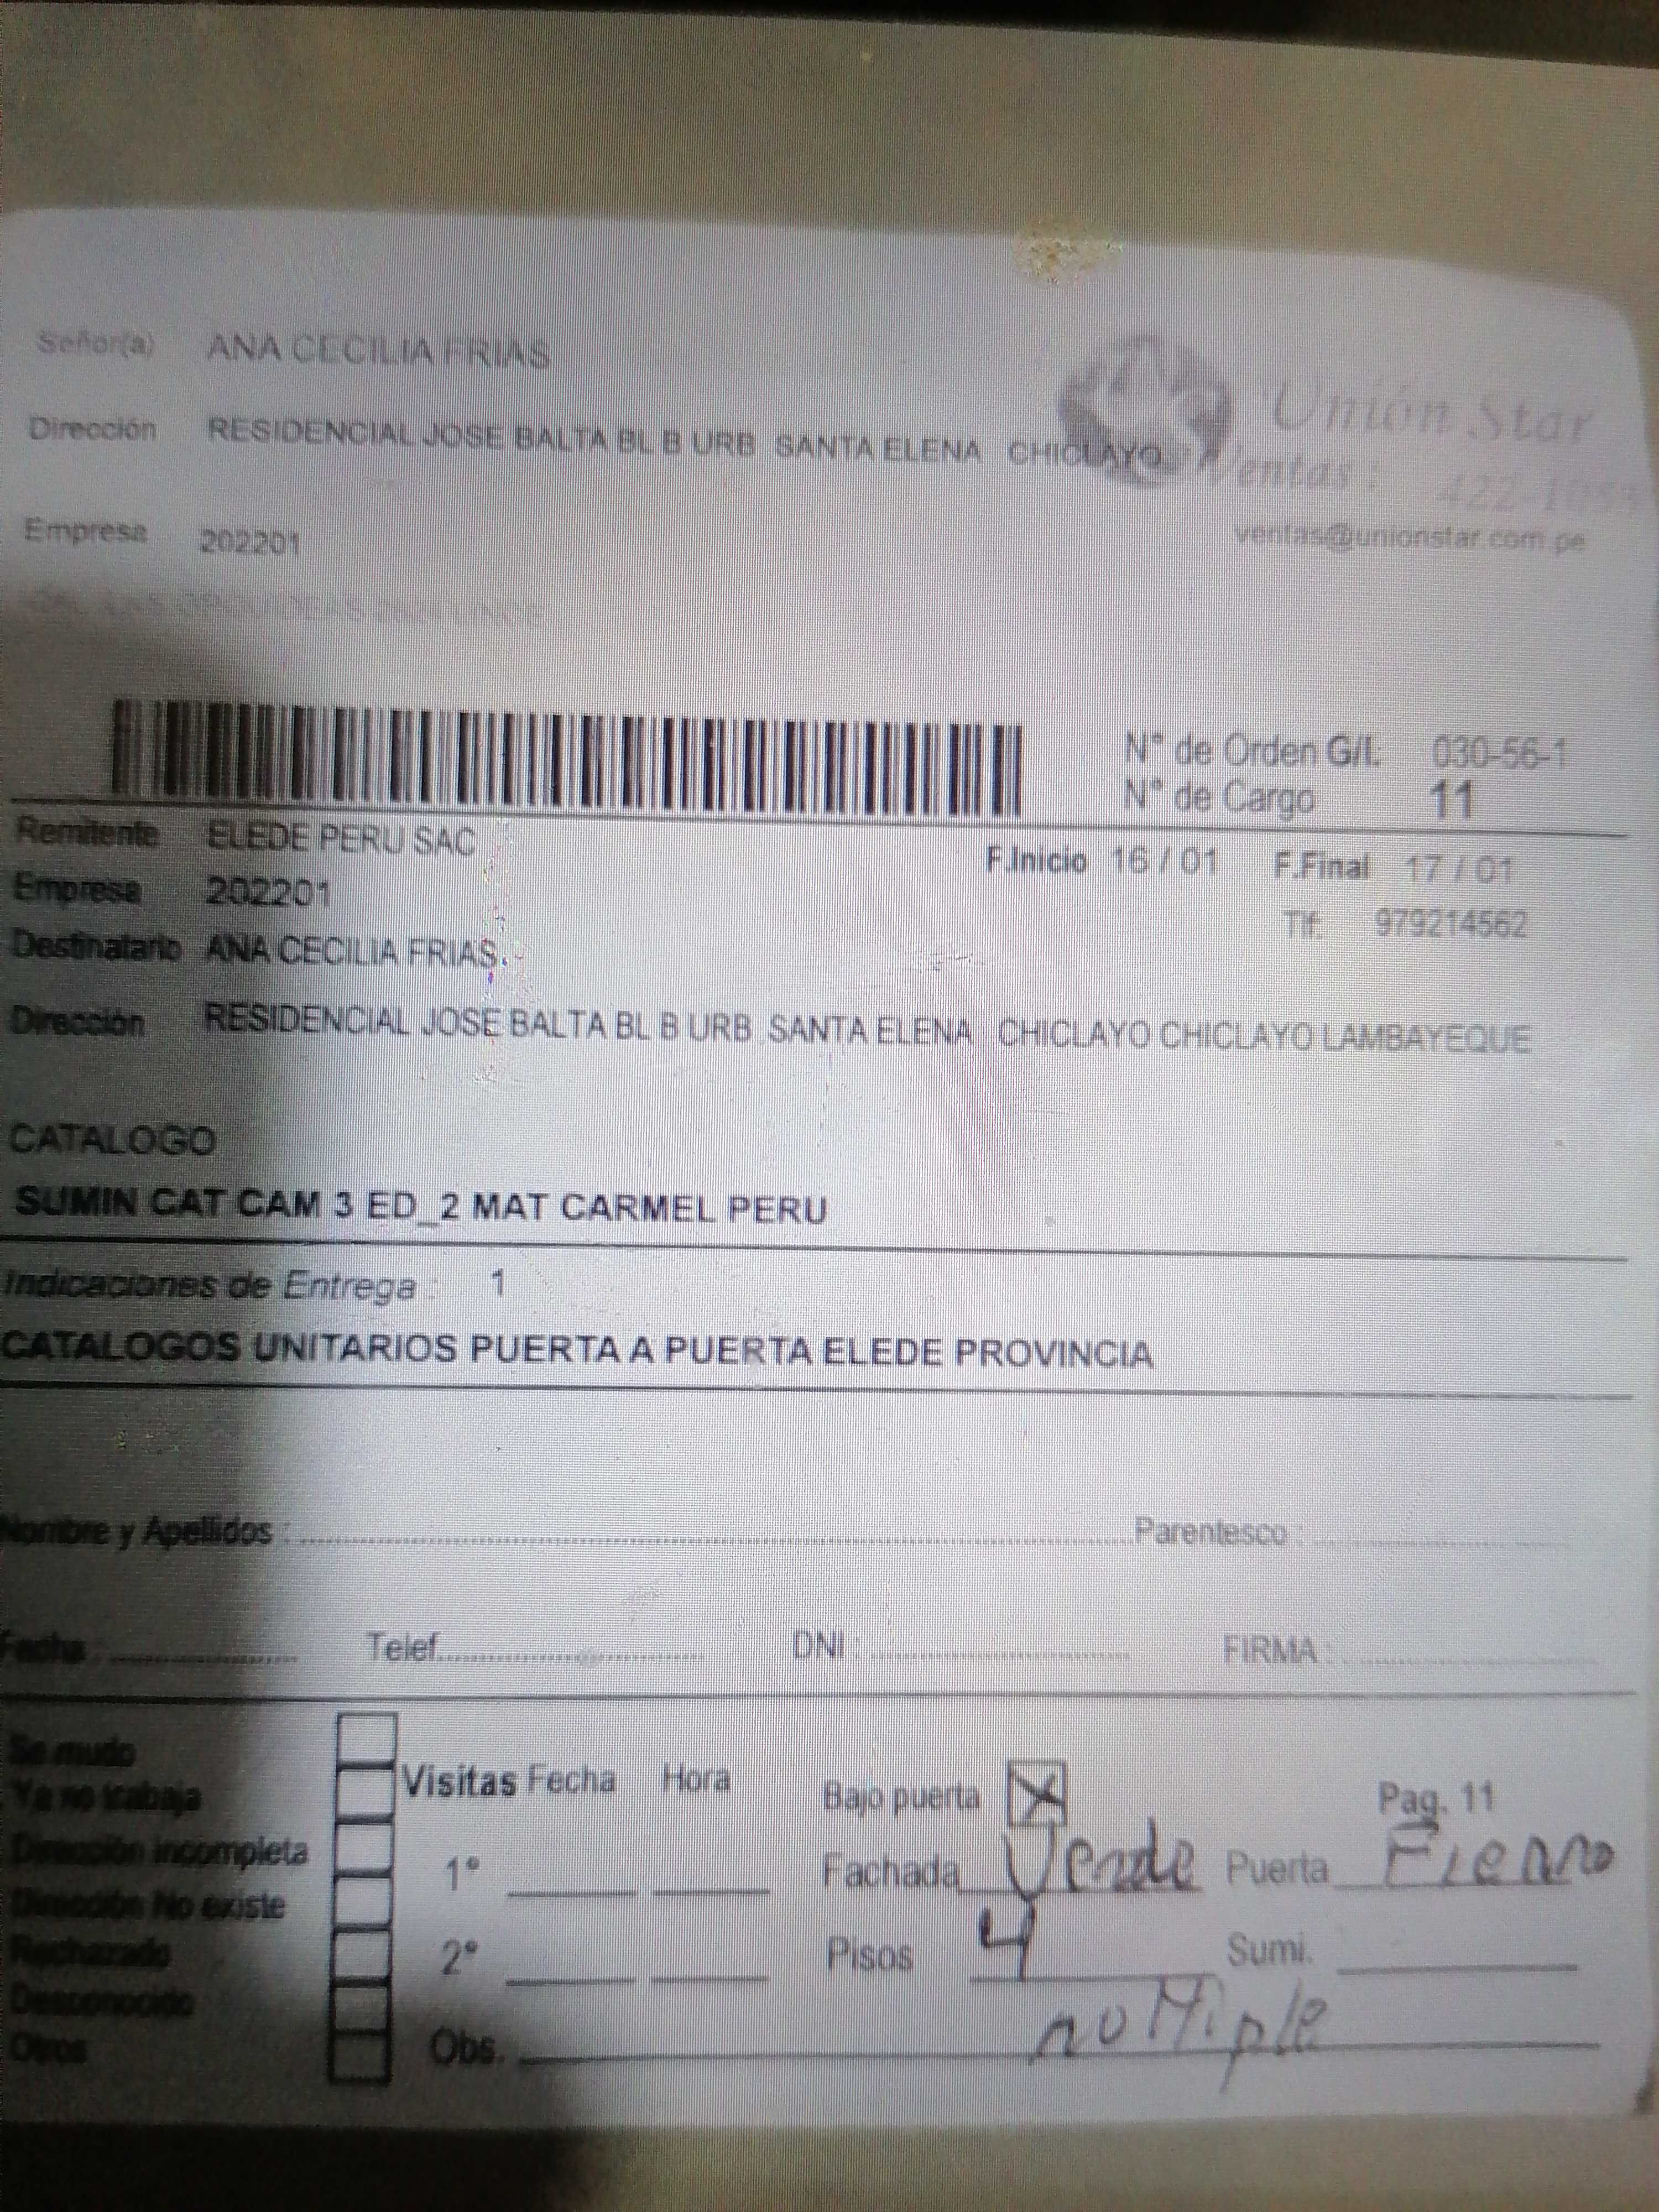 Señor(a) ANA CECILIA FRIAS
Unión Star
Dirección RESIDENCIAL JOSE BALTA BL B URB SANTA ELENA CHICLAYO
Ventas :
Empresa 202201
ventas@unionstar.com.pe
N° de Orden G/L: 030-56-1
N° de Cargo 11
Remitente ELEDE PERU SAC
F.Inicio 16 / 01 F.Final 17 / 01
Empresa 202201
Tlf. 979214562
Destinatario ANA CECILIA FRIAS.
Dirección RESIDENCIAL JOSE BALTA BL B URB SANTA ELENA CHICLAYO CHICLAYO LAMBAYEQUE
CATALOGO
SUMIN CAT CAM 3 ED_2 MAT CARMEL PERU
Indicaciones de Entrega : 1
CATALOGOS UNITARIOS PUERTA A PUERTA ELEDE PROVINCIA
Nombre y Apellidos : Parentesco :
Fecha : Telef. DNI : FIRMA :
Se mudo
Ya no trabaja
Dirección incompleta
Dirección No existe
Rechazado
Desconocido
Otros
Visitas Fecha Hora
1°
2°
Bajo puerta X Pag. 11
Fachada Verde Puerta Fierro
Pisos 4 Sumi.
Obs.